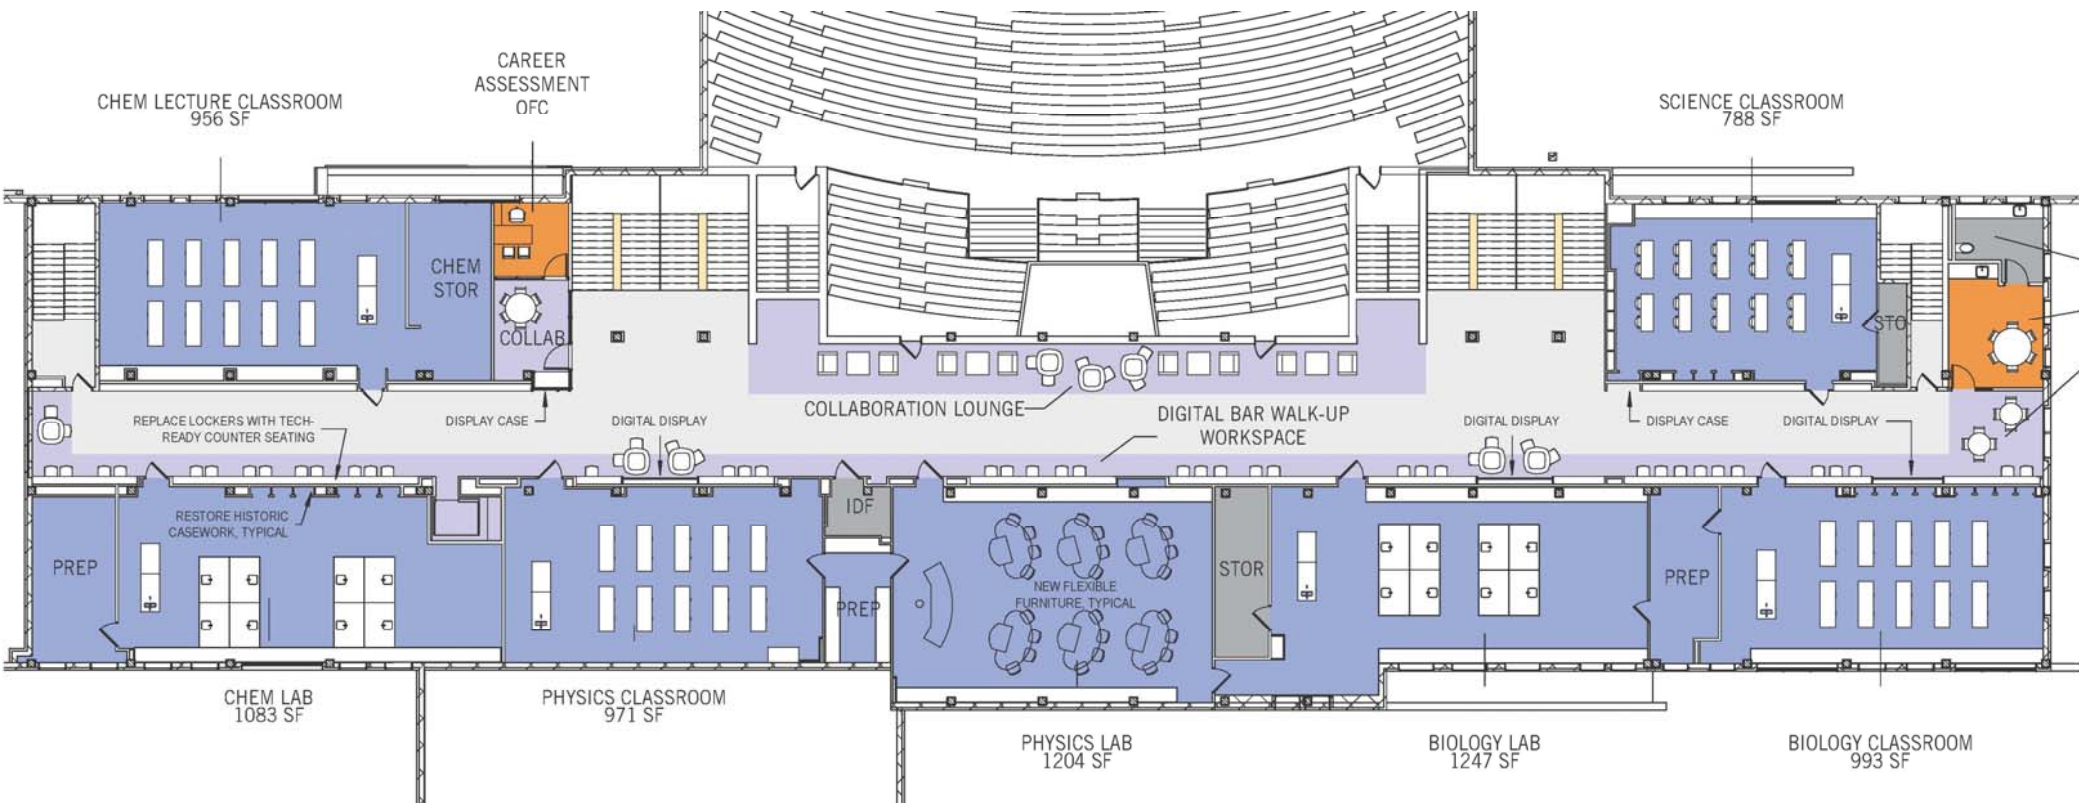 CAREER
ASSESSMENT
OFC
CHEM LECTURE CLASSROOM
956 SF
SCIENCE CLASSROOM
788 SF
CHEM
STOR
COLLAB
STO
COLLABORATION LOUNGE
DIGITAL BAR WALK-UP
WORKSPACE
REPLACE LOCKERS WITH TECH-
READY COUNTER SEATING
DISPLAY CASE
DIGITAL DISPLAY
DIGITAL DISPLAY
DISPLAY CASE
DIGITAL DISPLAY
RESTORE HISTORIC
CASEWORK, TYPICAL
IDF
PREP
PREP
NEW FLEXIBLE
FURNITURE, TYPICAL
STOR
PREP
CHEM LAB
1083 SF
PHYSICS CLASSROOM
971 SF
PHYSICS LAB
1204 SF
BIOLOGY LAB
1247 SF
BIOLOGY CLASSROOM
993 SF